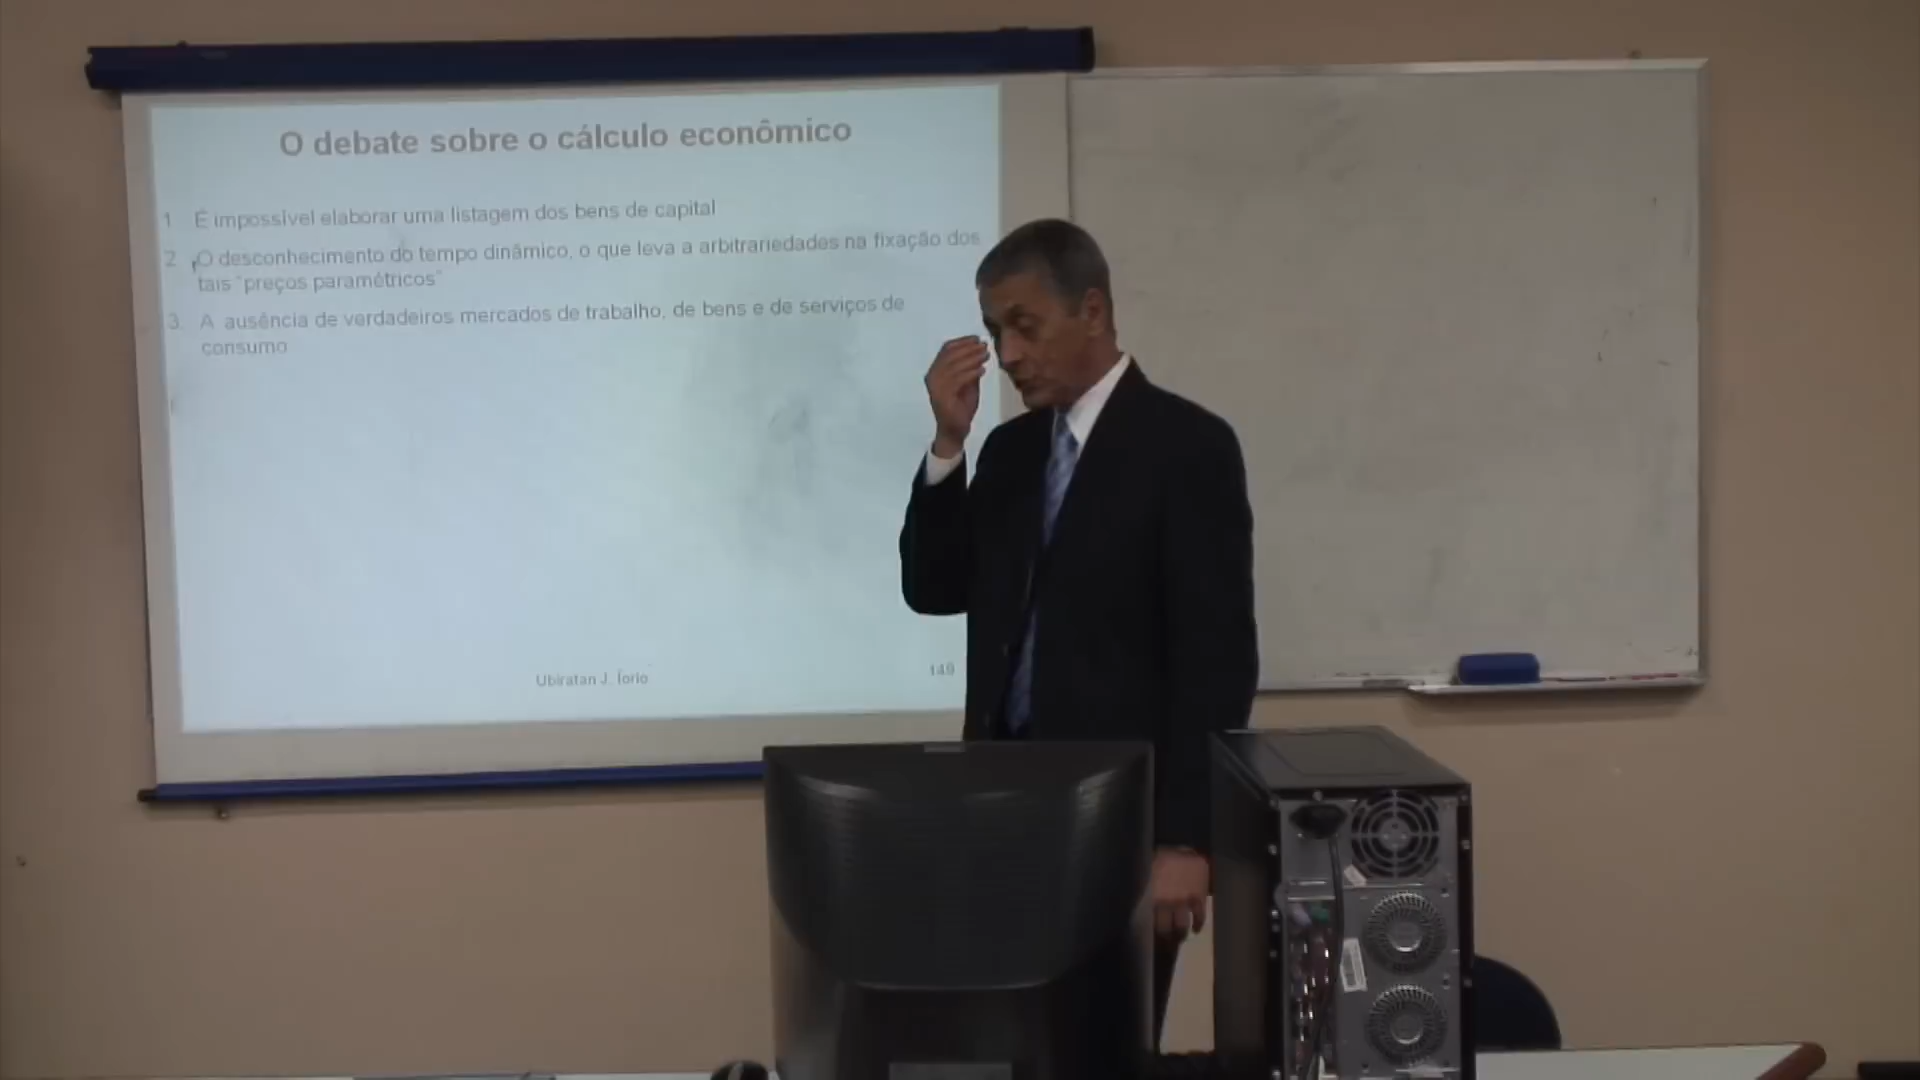 O debate sobre o cálculo econômico
1. É impossível elaborar uma listagem dos bens de capital
2. O desconhecimento do tempo dinâmico, o que leva a arbitrariedades na fixação dos
tais "preços paramétricos"
3. A ausência de verdadeiros mercados de trabalho, de bens e de serviços de
consumo
Ubiratan J. Iorio
149